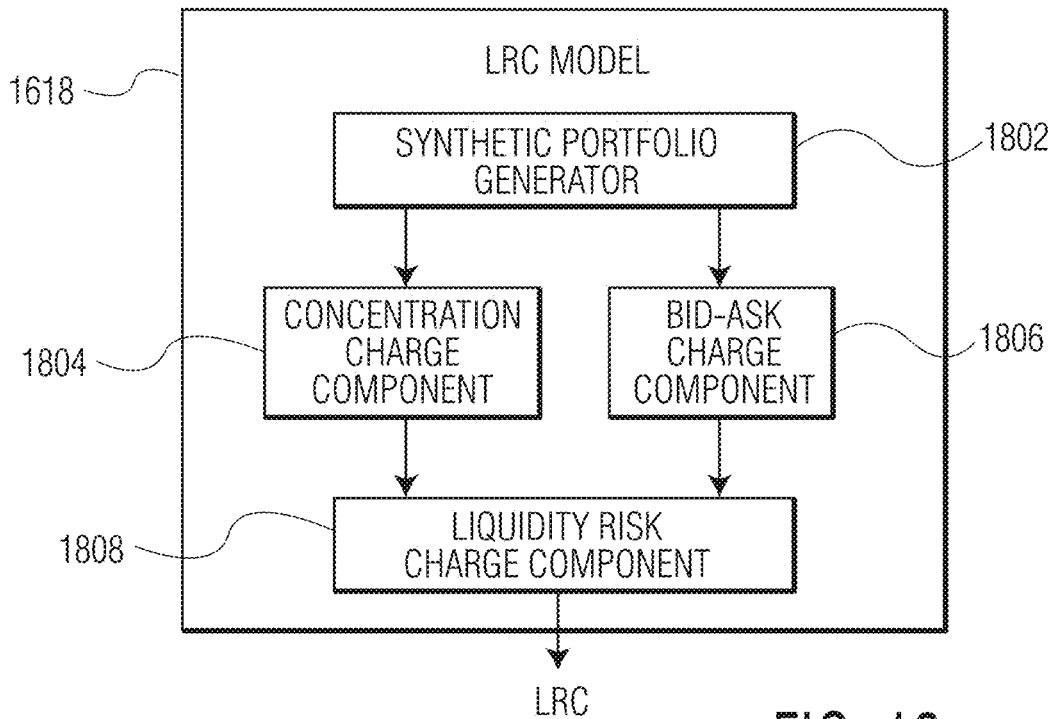 LRC MODEL
1618
SYNTHETIC PORTFOLIO
GENERATOR
1802
CONCENTRATION
CHARGE
COMPONENT
1804
BID-ASK
CHARGE
COMPONENT
1806
LIQUIDITY RISK
CHARGE COMPONENT
1808
LRC